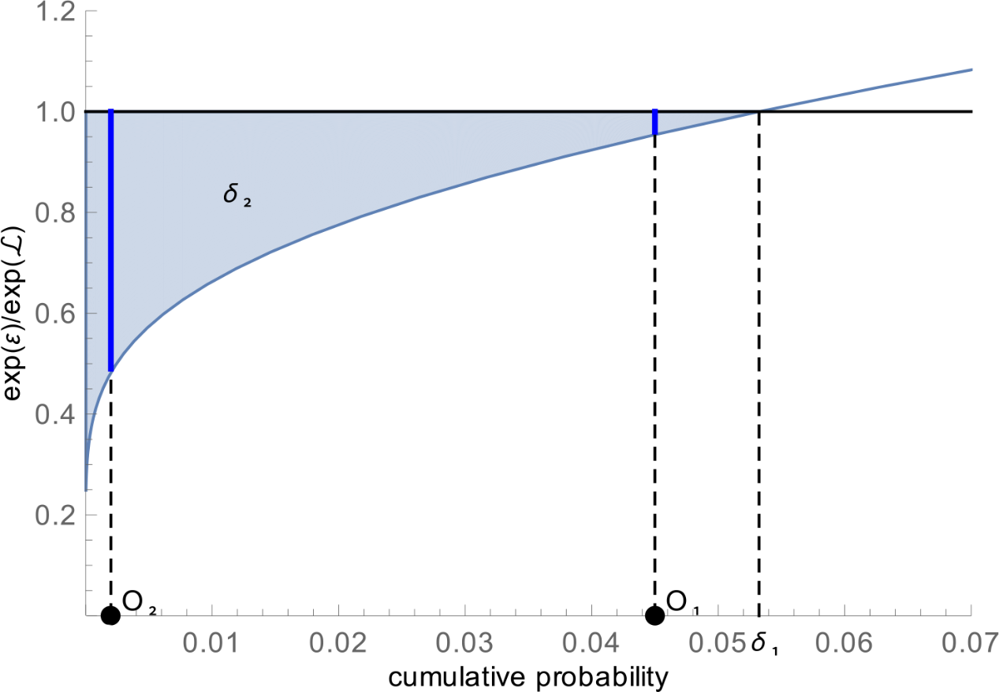 1.2
1.0
0.8
0.6
0.4
0.2
exp(ε)/exp(ℒ)
δ₂
O₂
O₁
0.01 0.02 0.03 0.04 0.05 δ₁ 0.06 0.07
cumulative probability